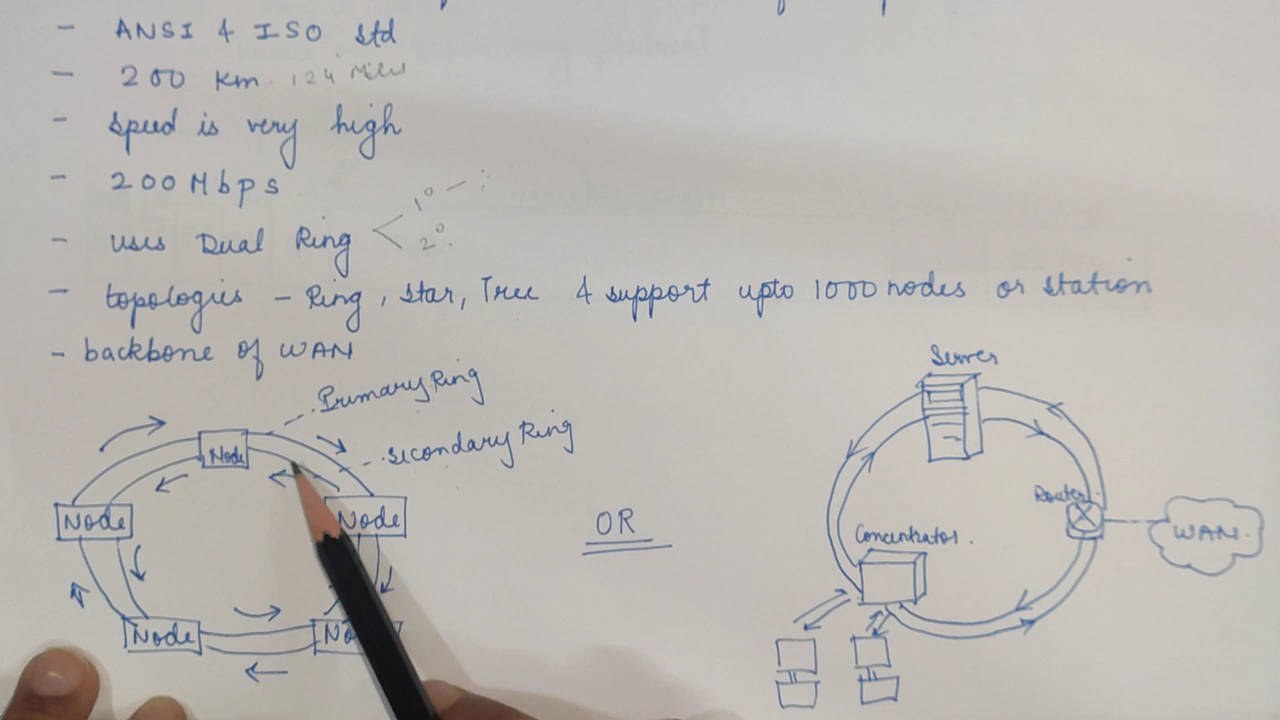 - ANSI & ISO std
- 200 Km. 124 Miles
- speed is very high
- 200 Mbps
1° - :
- uses Dual Ring
2°.
- topologies - Ring, Star, Tree & support upto 1000 nodes or station
- backbone of WAN
Server
Primary Ring
Secondary Ring
Node
Node
Node
Router
OR
WAN.
Concentrator.
Node